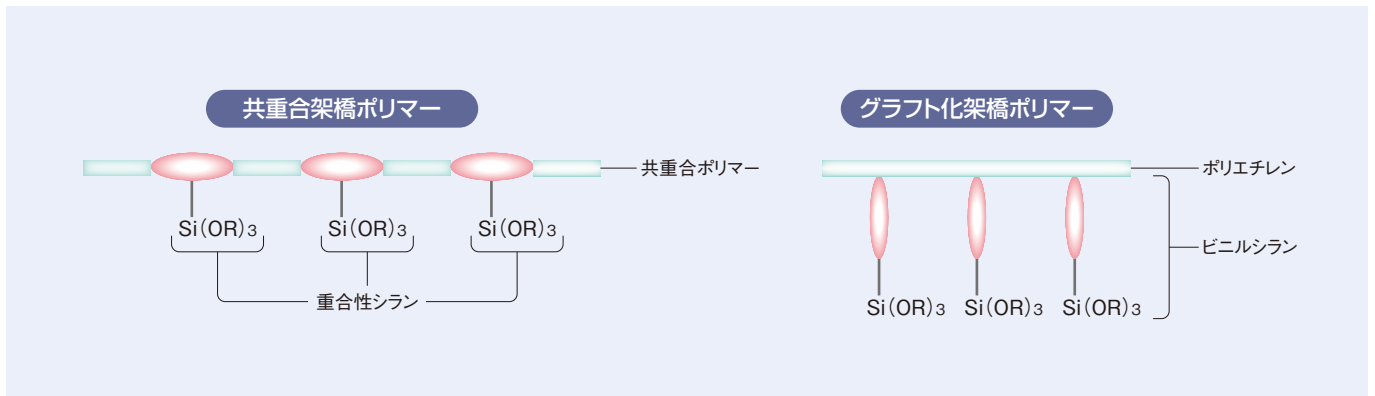 共重合架橋ポリマー
共重合ポリマー
Si(OR)3 Si(OR)3 Si(OR)3
重合性シラン
グラフト化架橋ポリマー
ポリエチレン
ビニルシラン
Si(OR)3 Si(OR)3 Si(OR)3